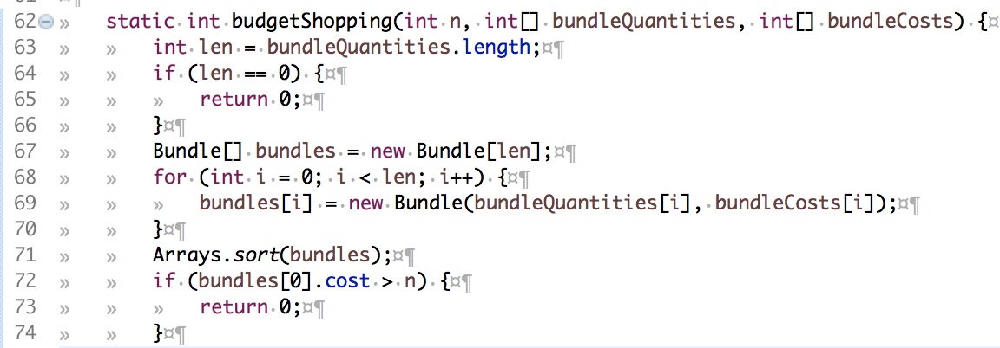 62 » static·int·budgetShopping(int·n,·int[]·bundleQuantities,·int[]·bundleCosts)·{¤
63 » » int·len·=·bundleQuantities.length;¤¶
64 » » if·(len·==·0)·{¤¶
65 » » » return·0;¤¶
66 » » }¤¶
67 » » Bundle[]·bundles·=·new·Bundle[len];¤¶
68 » » for·(int·i·=·0;·i·<·len;·i++)·{¤¶
69 » » » bundles[i]·=·new·Bundle(bundleQuantities[i],·bundleCosts[i]);¤¶
70 » » }¤¶
71 » » Arrays.sort(bundles);¤¶
72 » » if·(bundles[0].cost·>·n)·{¤¶
73 » » » return·0;¤¶
74 » » }¤¶